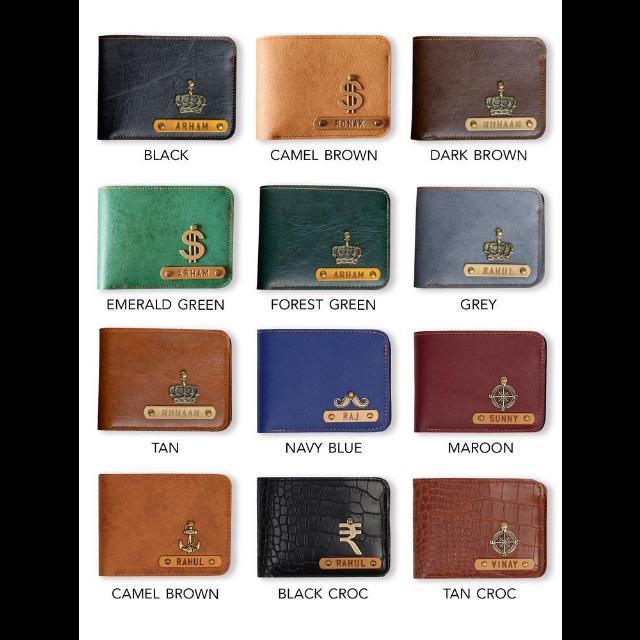 ARHAM
RONAK
RUHAAN
BLACK
CAMEL BROWN
DARK BROWN
ARHAM
ARHAM
RAHUL
EMERALD GREEN
FOREST GREEN
GREY
RUHAAN
RAJ
SUNNY
TAN
NAVY BLUE
MAROON
RAHUL
RAHUL
VINAY
CAMEL BROWN
BLACK CROC
TAN CROC